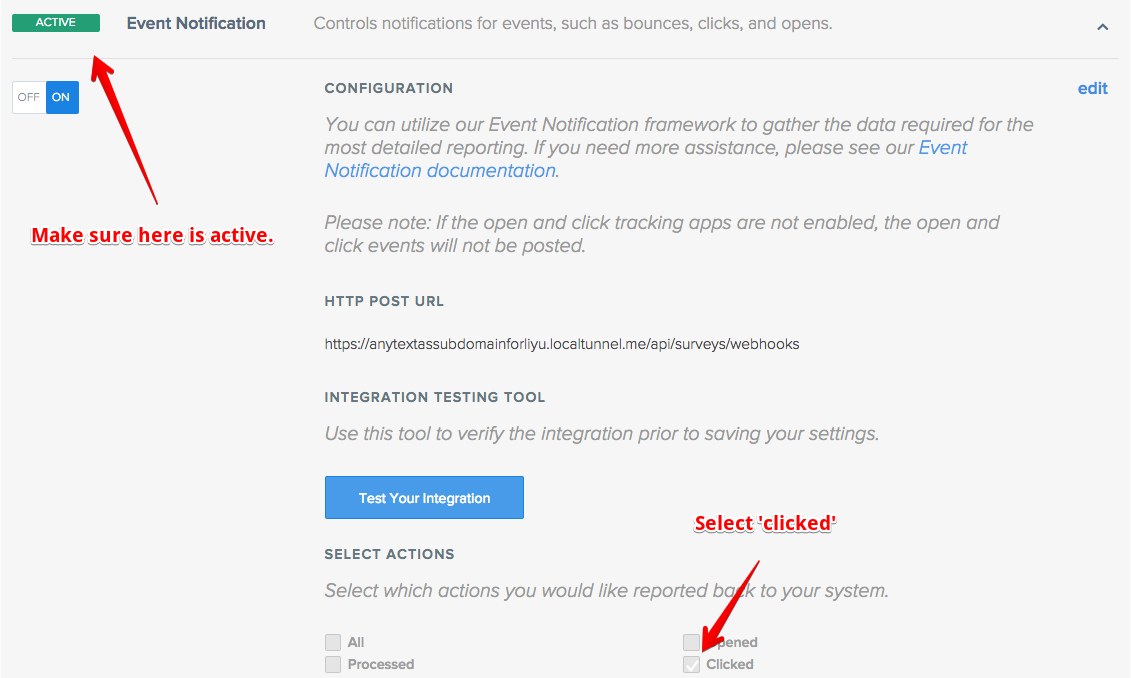 ACTIVE Event Notification Controls notifications for events, such as bounces, clicks, and opens.
OFF ON
CONFIGURATION edit
You can utilize our Event Notification framework to gather the data required for the
most detailed reporting. If you need more assistance, please see our Event
Notification documentation.
Make sure here is active.
Please note: If the open and click tracking apps are not enabled, the open and
click events will not be posted.
HTTP POST URL
https://anytextassubdomainforliyu.localtunnel.me/api/surveys/webhooks
INTEGRATION TESTING TOOL
Use this tool to verify the integration prior to saving your settings.
Test Your Integration
Select 'clicked'
SELECT ACTIONS
Select which actions you would like reported back to your system.
All Opened
Processed Clicked